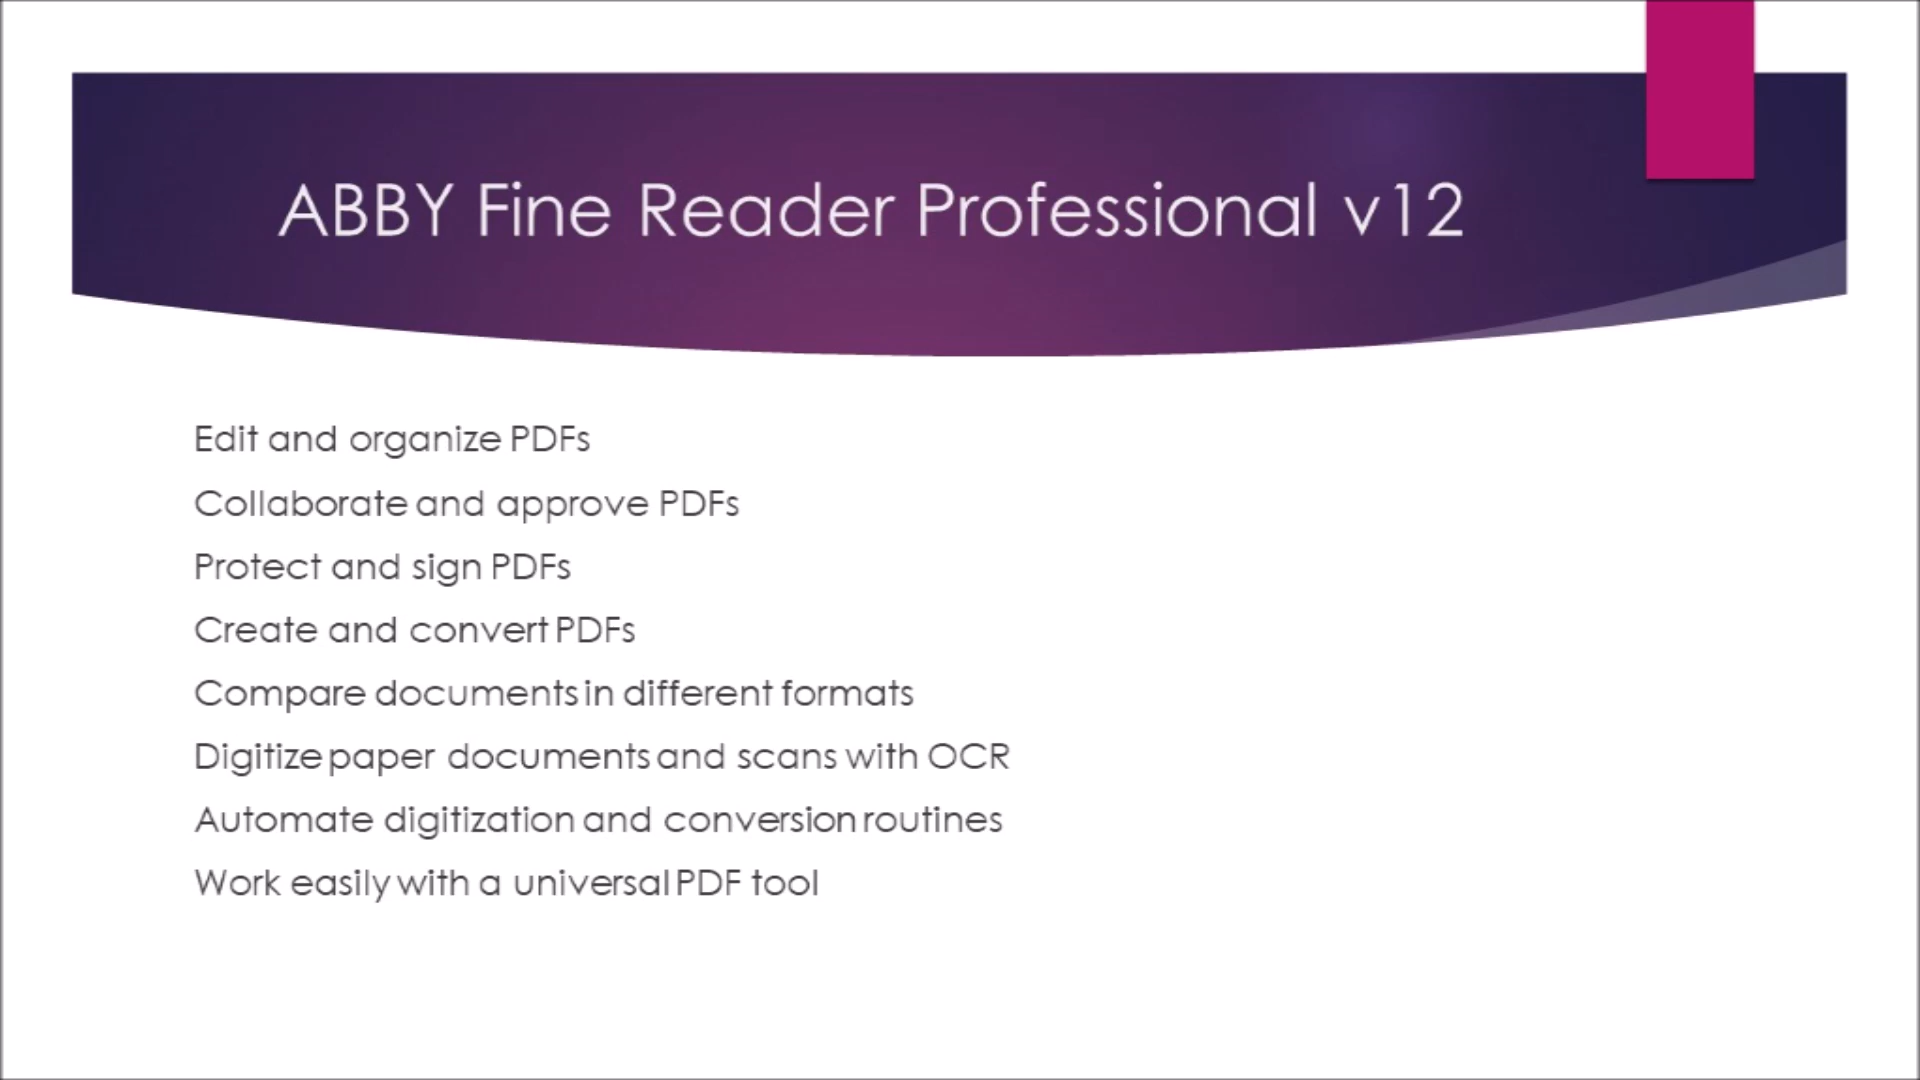 ABBY Fine Reader Professional v12
Edit and organize PDFs
Collaborate and approve PDFs
Protect and sign PDFs
Create and convert PDFs
Compare documents in different formats
Digitize paper documents and scans with OCR
Automate digitization and conversion routines
Work easily with a universal PDF tool